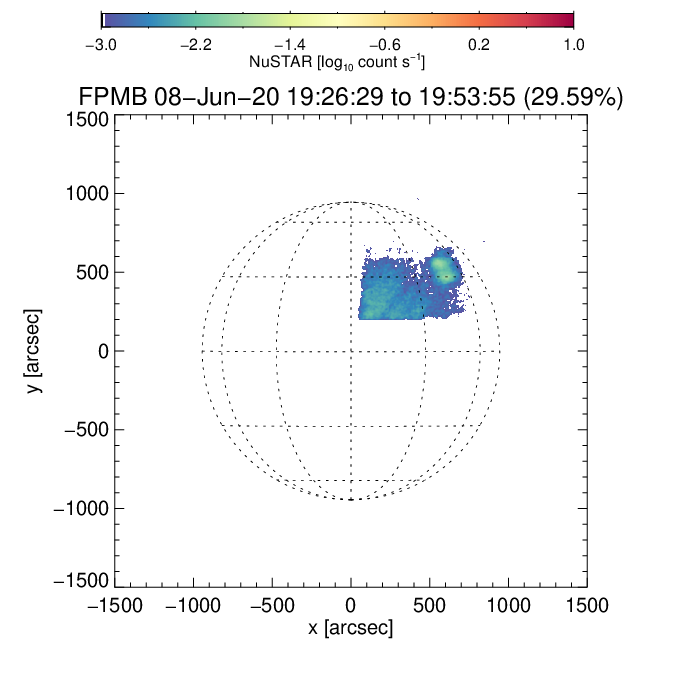 −3.0 −2.2 −1.4 −0.6 0.2 1.0
NuSTAR [log₁₀ count s⁻¹]
FPMB 08−Jun−20 19:26:29 to 19:53:55 (29.59%)
1500
1000
500
0
−500
−1000
−1500
y [arcsec]
−1500 −1000 −500 0 500 1000 1500
x [arcsec]